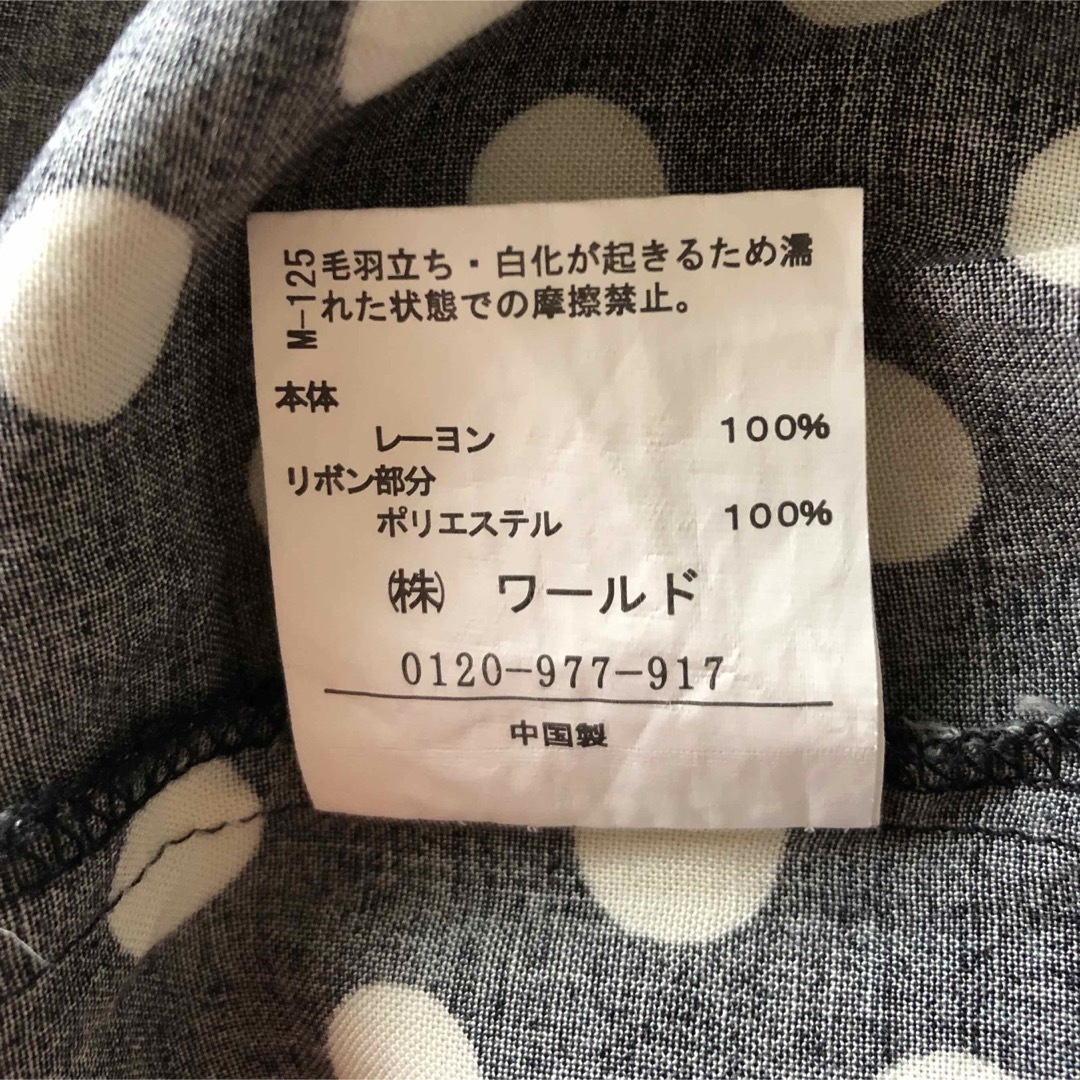 M-125
毛羽立ち・白化が起きるため濡
れた状態での摩擦禁止。
本体
レーヨン 100%
リボン部分
ポリエステル 100%
㈱ ワールド
0120-977-917
中国製